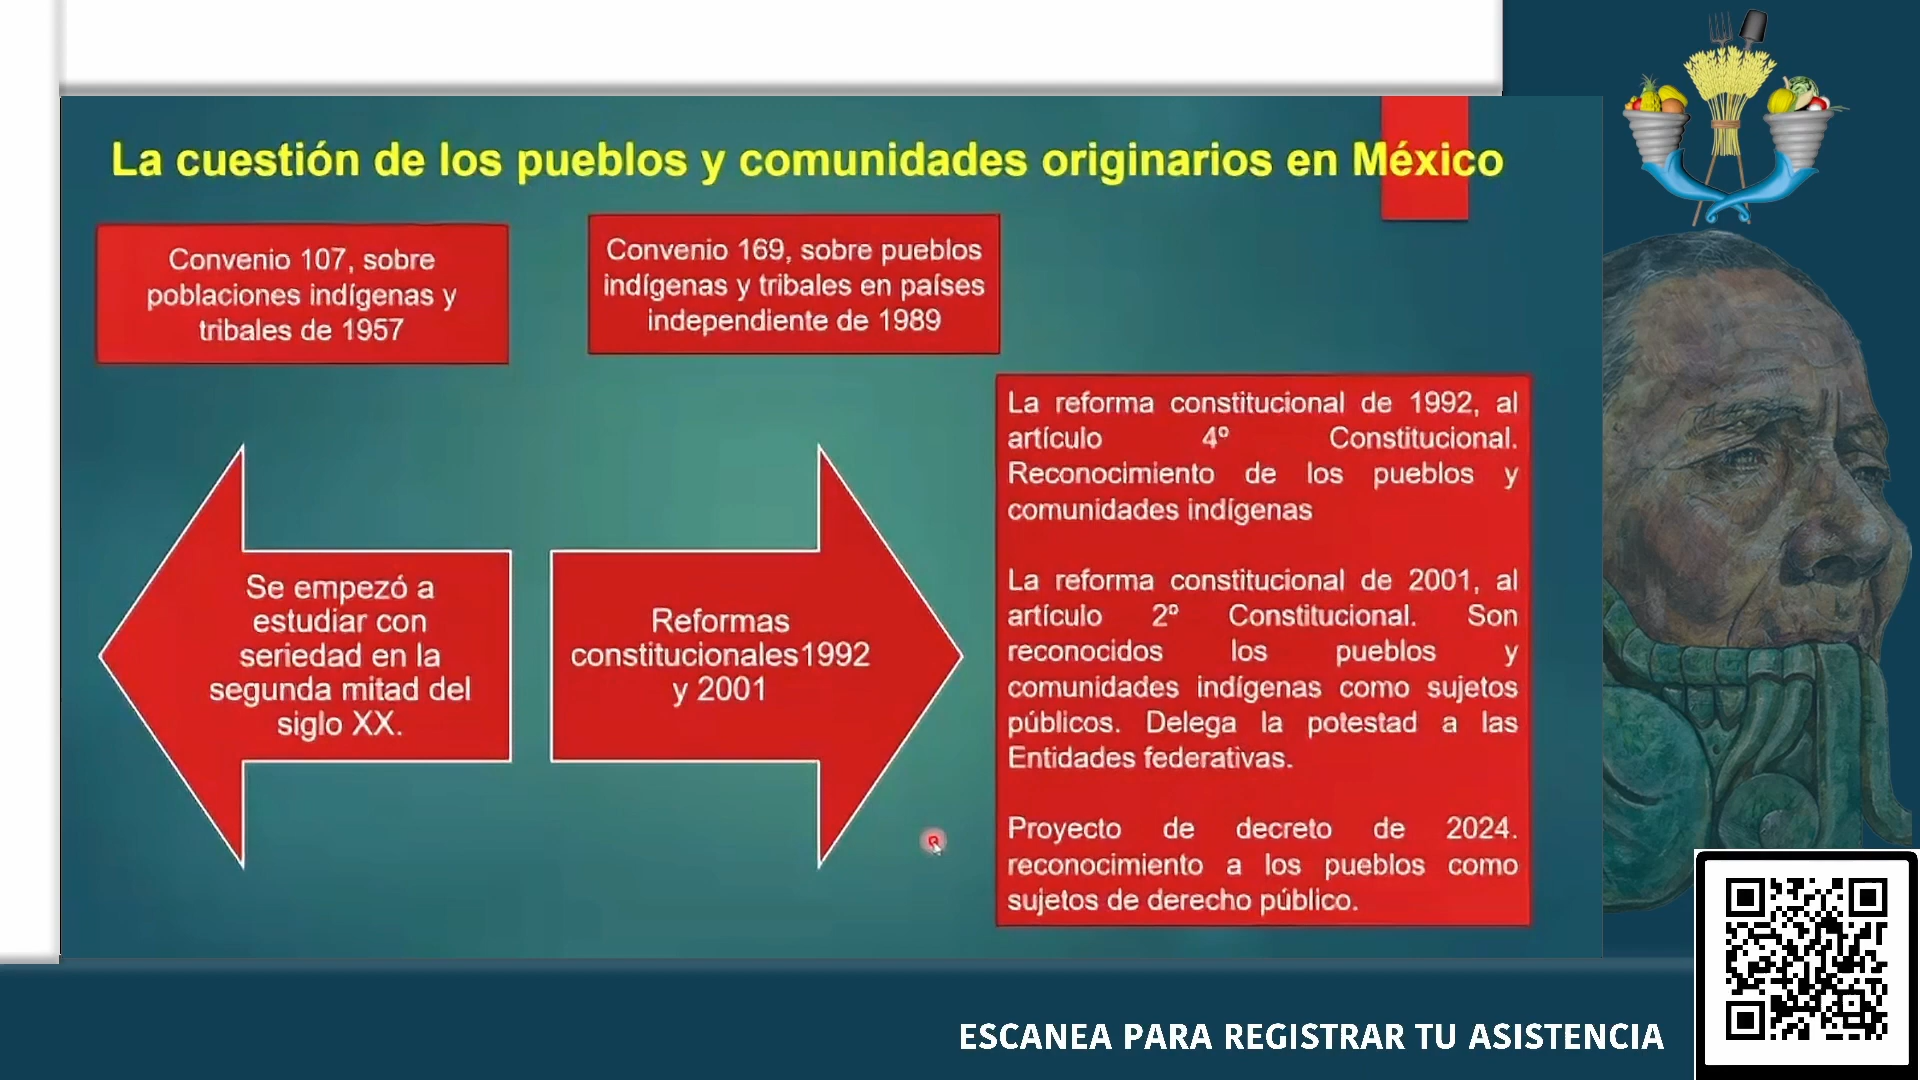 La cuestión de los pueblos y comunidades originarios en México
Convenio 107, sobre
poblaciones indígenas y
tribales de 1957
Convenio 169, sobre pueblos
indígenas y tribales en países
independiente de 1989
Se empezó a
estudiar con
seriedad en la
segunda mitad del
siglo XX.
Reformas
constitucionales1992
y 2001
La reforma constitucional de 1992, al
artículo 4º Constitucional.
Reconocimiento de los pueblos y
comunidades indígenas
La reforma constitucional de 2001, al
artículo 2º Constitucional. Son
reconocidos los pueblos y
comunidades indígenas como sujetos
públicos. Delega la potestad a las
Entidades federativas.
Proyecto de decreto de 2024.
reconocimiento a los pueblos como
sujetos de derecho público.
ESCANEA PARA REGISTRAR TU ASISTENCIA